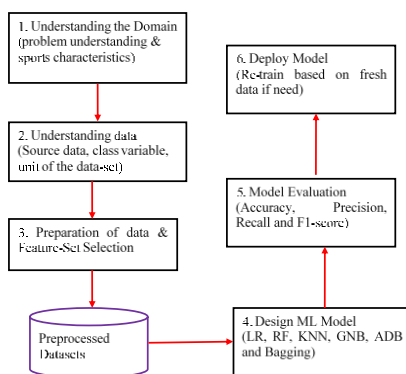 1. Understanding the Domain
(problem understanding &
sports characteristics)
2. Understanding data
(Source data, class variable,
unit of the data-set)
3. Preparation of data &
Feature-Set Selection
Preprocessed
Datasets
4. Design ML Model
(LR, RF, KNN, GNB, ADB
and Bagging)
5. Model Evaluation
(Accuracy, Precision,
Recall and F1-score)
6. Deploy Model
(Re-train based on fresh
data if need)